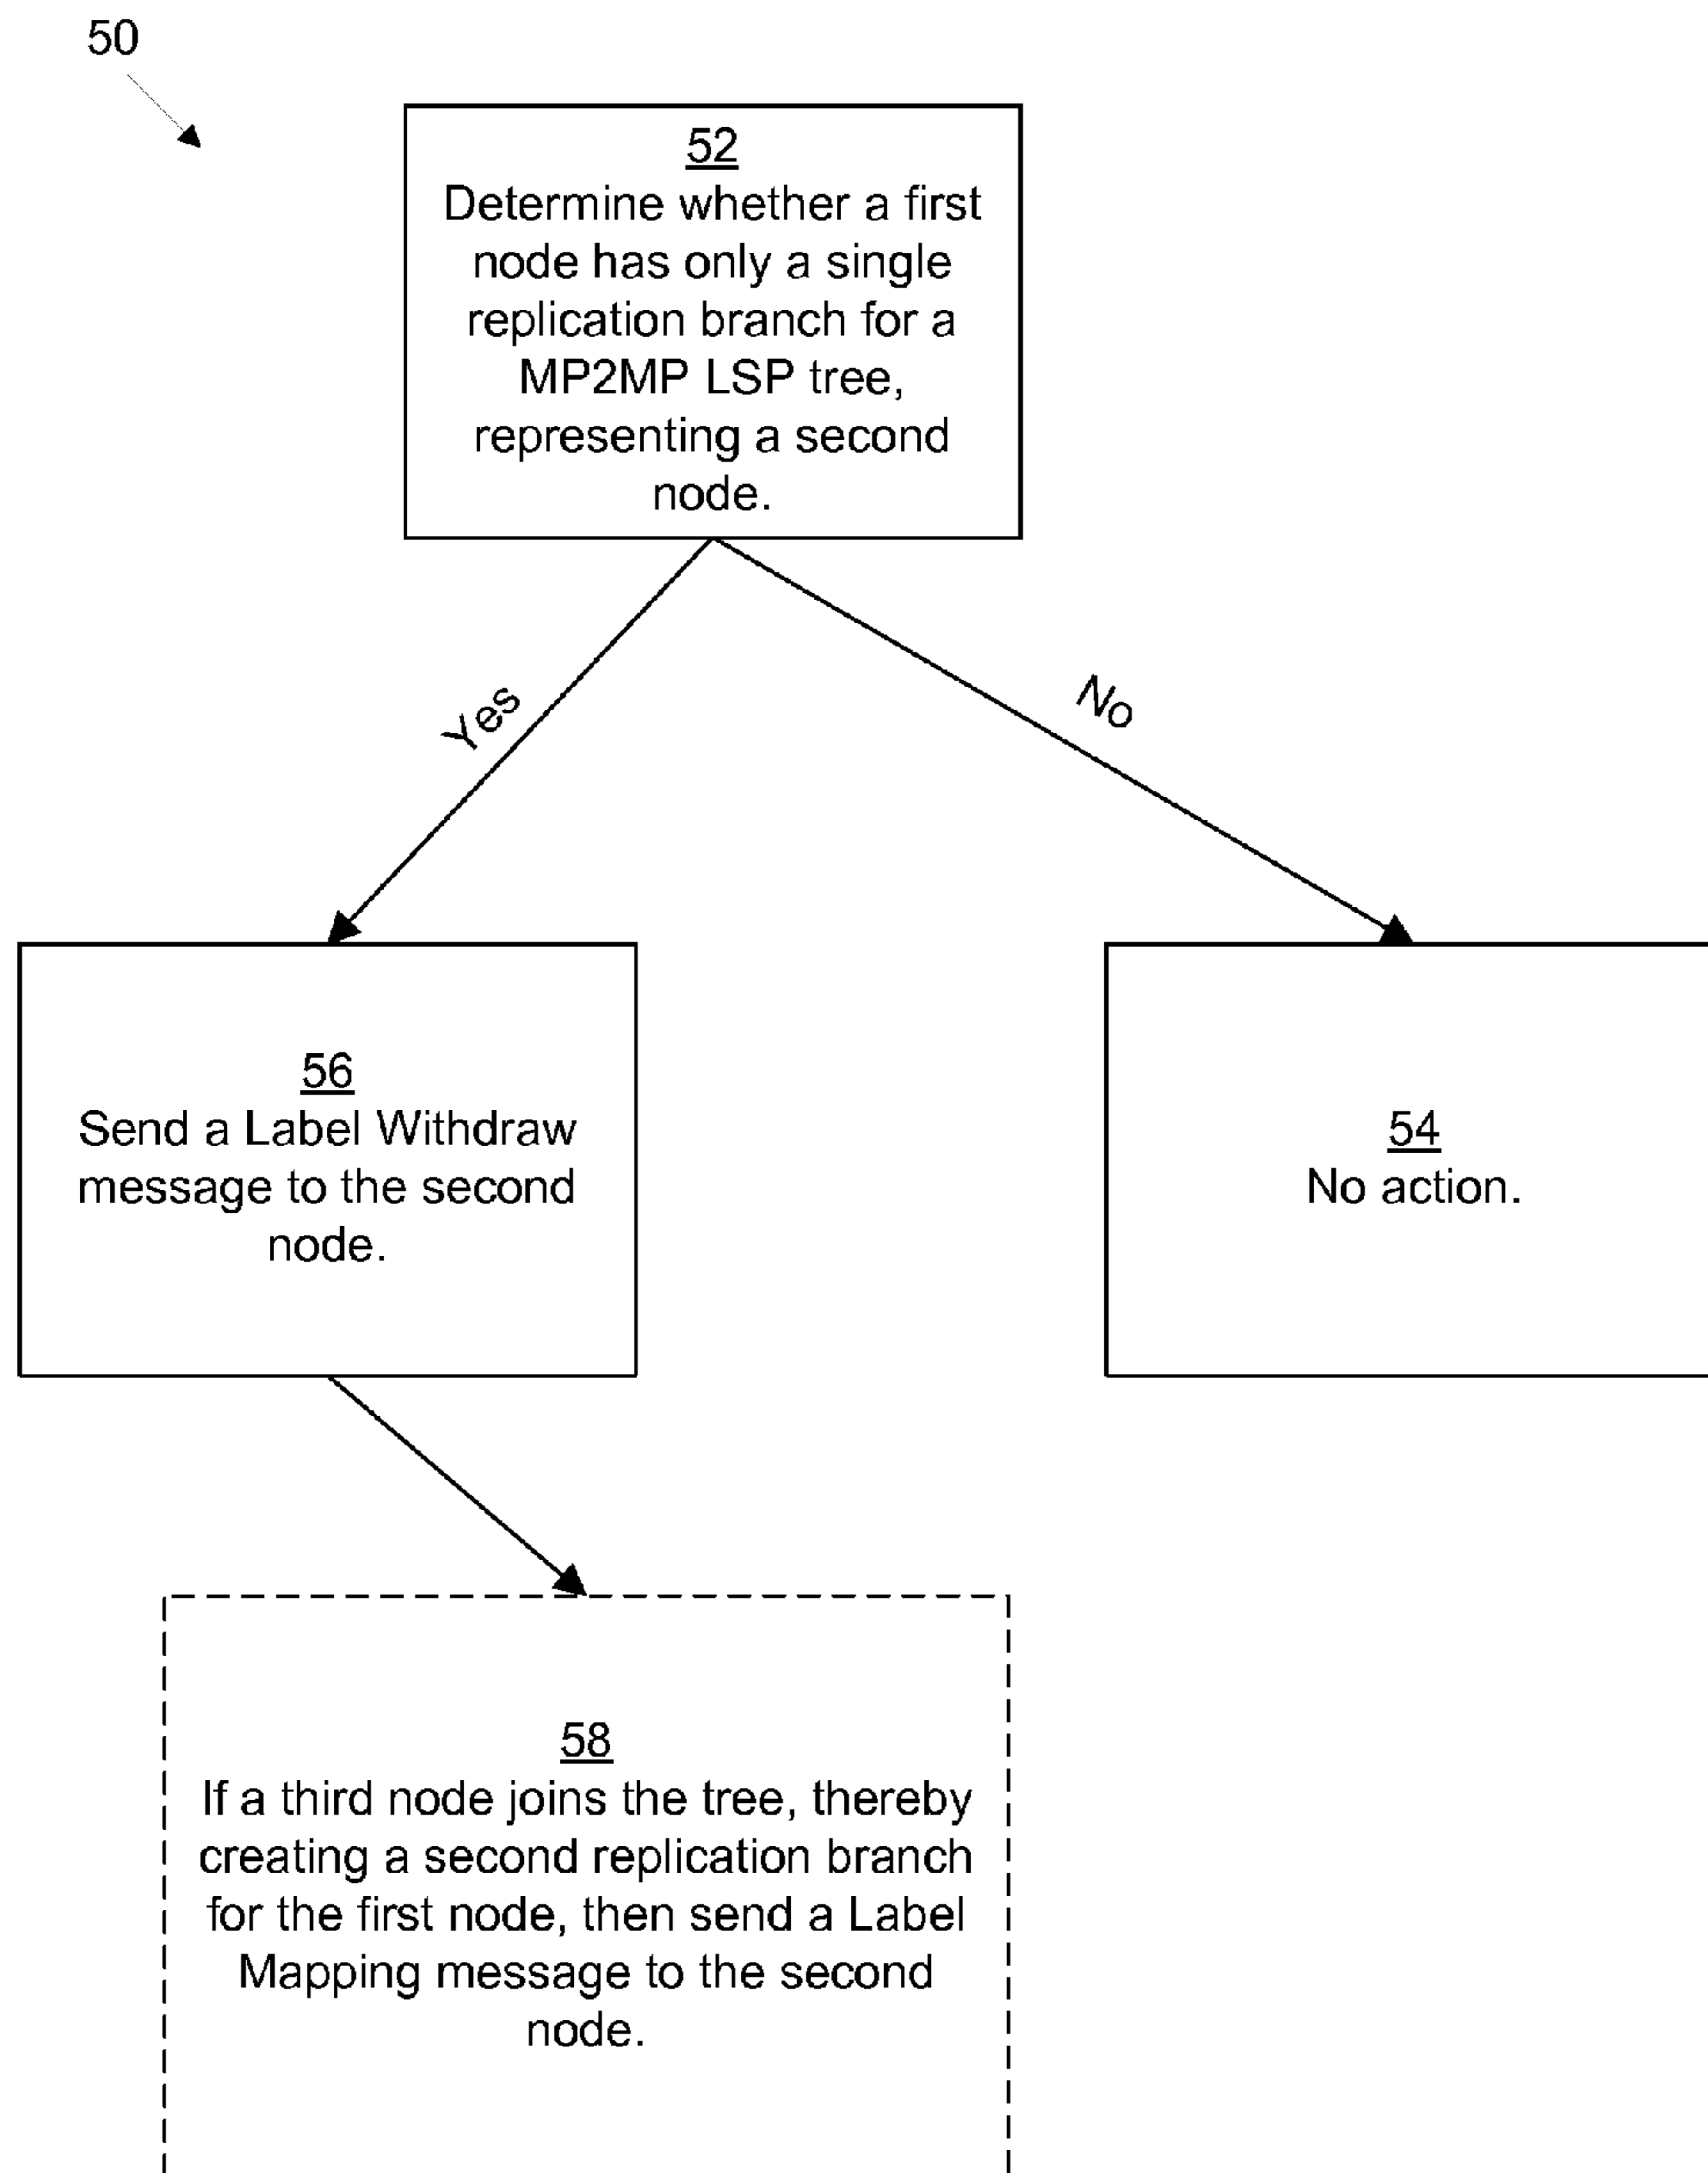 50
52
Determine whether a first
node has only a single
replication branch for a
MP2MP LSP tree,
representing a second
node.
Yes
No
56
Send a Label Withdraw
message to the second
node.
54
No action.
58
If a third node joins the tree, thereby
creating a second replication branch
for the first node, then send a Label
Mapping message to the second
node.